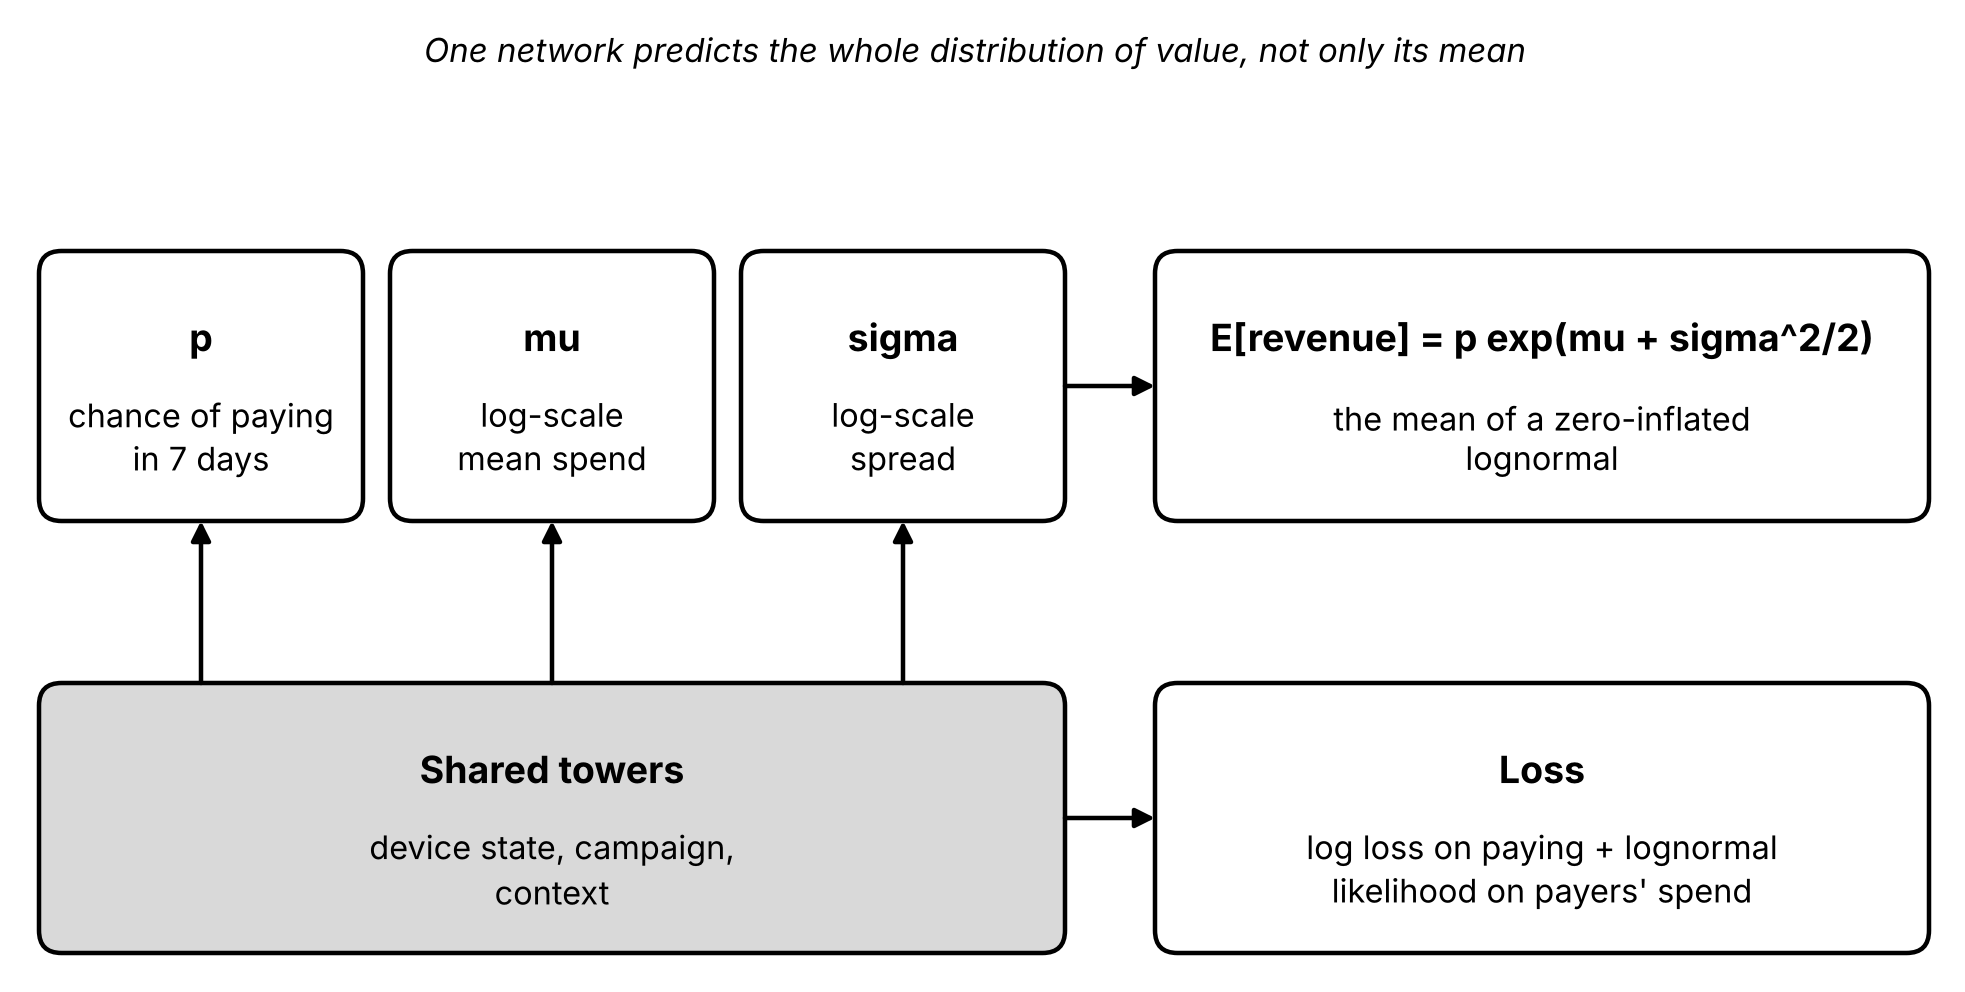 One network predicts the whole distribution of value, not only its mean
p
chance of paying
in 7 days
mu
log-scale
mean spend
sigma
log-scale
spread
E[revenue] = p exp(mu + sigma^2/2)
the mean of a zero-inflated
lognormal
Shared towers
device state, campaign,
context
Loss
log loss on paying + lognormal
likelihood on payers' spend